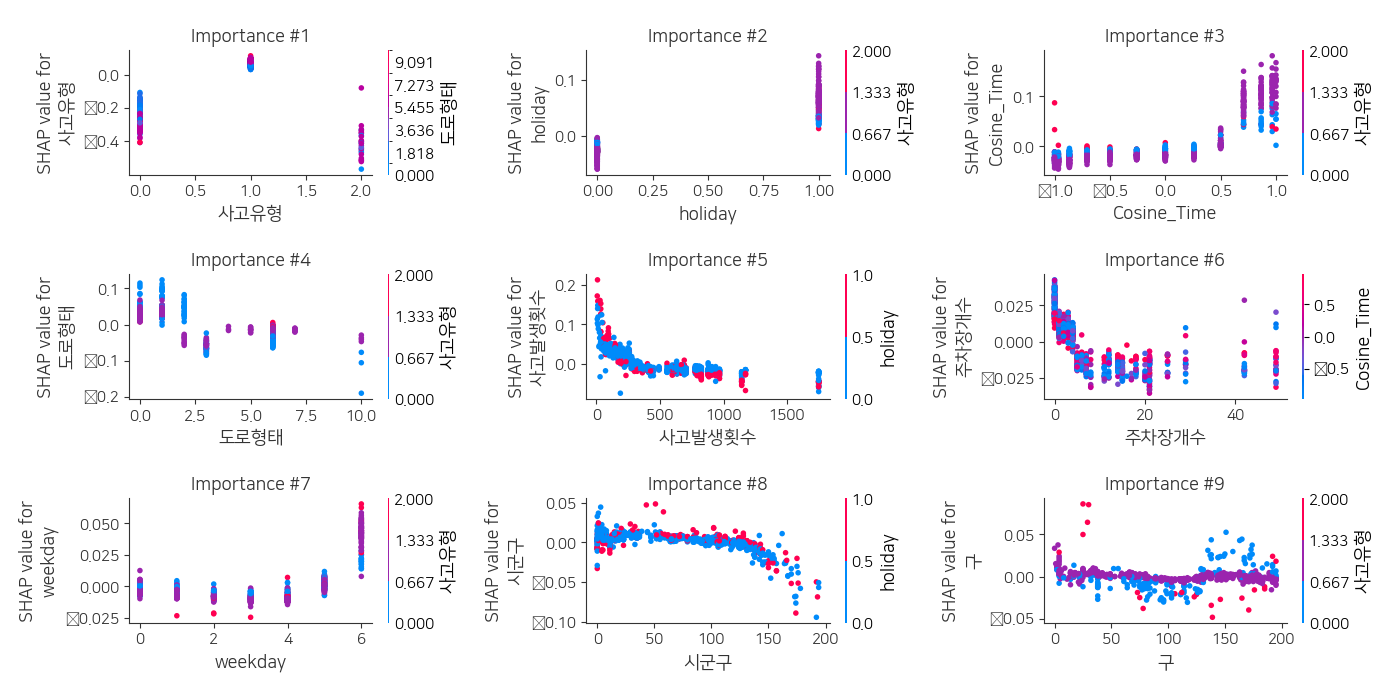 Importance #1
SHAP value for
사고유형
0.0
0.2
0.4
0.0 0.5 1.0 1.5 2.0
사고유형
9.091
7.273
5.455
3.636
1.818
0.000
도로형태
Importance #2
SHAP value for
holiday
0.1
0.0
0.00 0.25 0.50 0.75 1.00
holiday
2.000
1.333
0.667
0.000
사고유형
Importance #3
SHAP value for
Cosine_Time
0.1
0.0
1.0 0.5 0.0 0.5 1.0
Cosine_Time
2.000
1.333
0.667
0.000
사고유형
Importance #4
SHAP value for
도로형태
0.1
0.0
0.1
0.2
0.0 2.5 5.0 7.5 10.0
도로형태
2.000
1.333
0.667
0.000
사고유형
Importance #5
SHAP value for
사고발생횟수
0.2
0.1
0.0
0 500 1000 1500
사고발생횟수
1.0
0.5
0.0
holiday
Importance #6
SHAP value for
주차장개수
0.025
0.000
0.025
0 20 40
주차장개수
0.5
0.0
0.5
Cosine_Time
Importance #7
SHAP value for
weekday
0.050
0.025
0.000
0.025
0 2 4 6
weekday
2.000
1.333
0.667
0.000
사고유형
Importance #8
SHAP value for
시군구
0.05
0.00
0.05
0.10
0 50 100 150 200
시군구
1.0
0.5
0.0
holiday
Importance #9
SHAP value for
구
0.05
0.00
0.05
0 50 100 150 200
구
2.000
1.333
0.667
0.000
사고유형